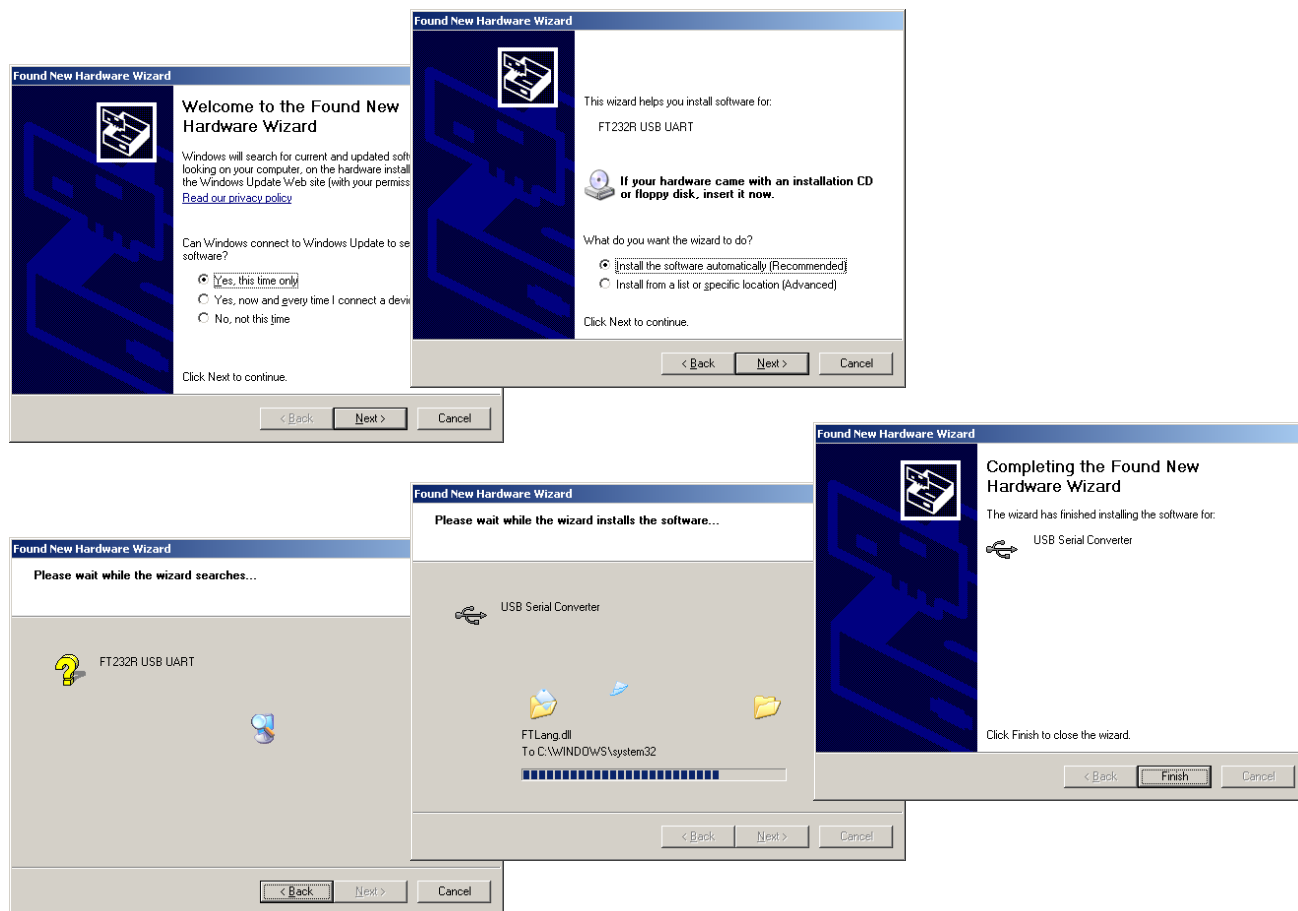 Found New Hardware Wizard
Welcome to the Found New
Hardware Wizard
Windows will search for current and updated
looking on your computer, on the hardware
the Windows Update Web site (with your
Read our privacy policy
Can Windows connect to Windows Update to
software?
Yes, this time only
Yes, now and every time I connect a
No, not this time
Click Next to continue.
< Back
Next >
Cancel
Found New Hardware Wizard
This wizard helps you install software for:
FT232R USB UART
If your hardware came with an installation CD
or floppy disk, insert it now.
What do you want the wizard to do?
Install the software automatically (Recommended)
Install from a list or specific location (Advanced)
Click Next to continue.
< Back
Next >
Cancel
Found New Hardware Wizard
Please wait while the wizard searches...
FT232R USB UART
< Back
Next >
Cancel
Found New Hardware Wizard
Please wait while the wizard installs the software...
USB Serial Converter
FTLang.dll
To C:\WINDOWS\system32
< Back
Next >
Cancel
Found New Hardware Wizard
Completing the Found New
Hardware Wizard
The wizard has finished installing the software for:
USB Serial Converter
Click Finish to close the wizard.
< Back
Finish
Cancel